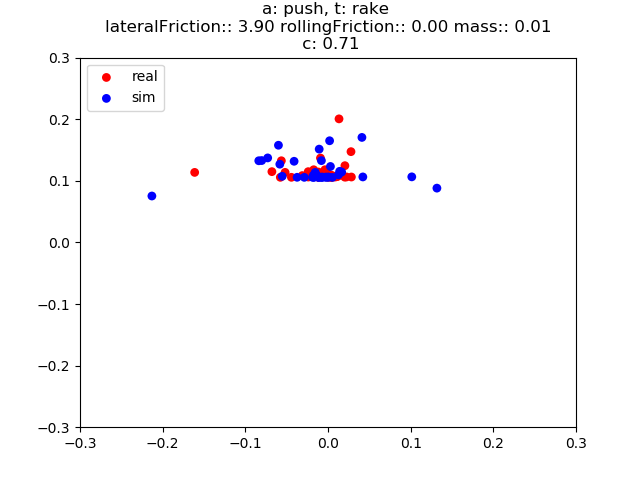 a: push, t: rake
lateralFriction:: 3.90 rollingFriction:: 0.00 mass:: 0.01
c: 0.71
real
sim
0.3
0.2
0.1
0.0
−0.1
−0.2
−0.3
−0.3 −0.2 −0.1 0.0 0.1 0.2 0.3